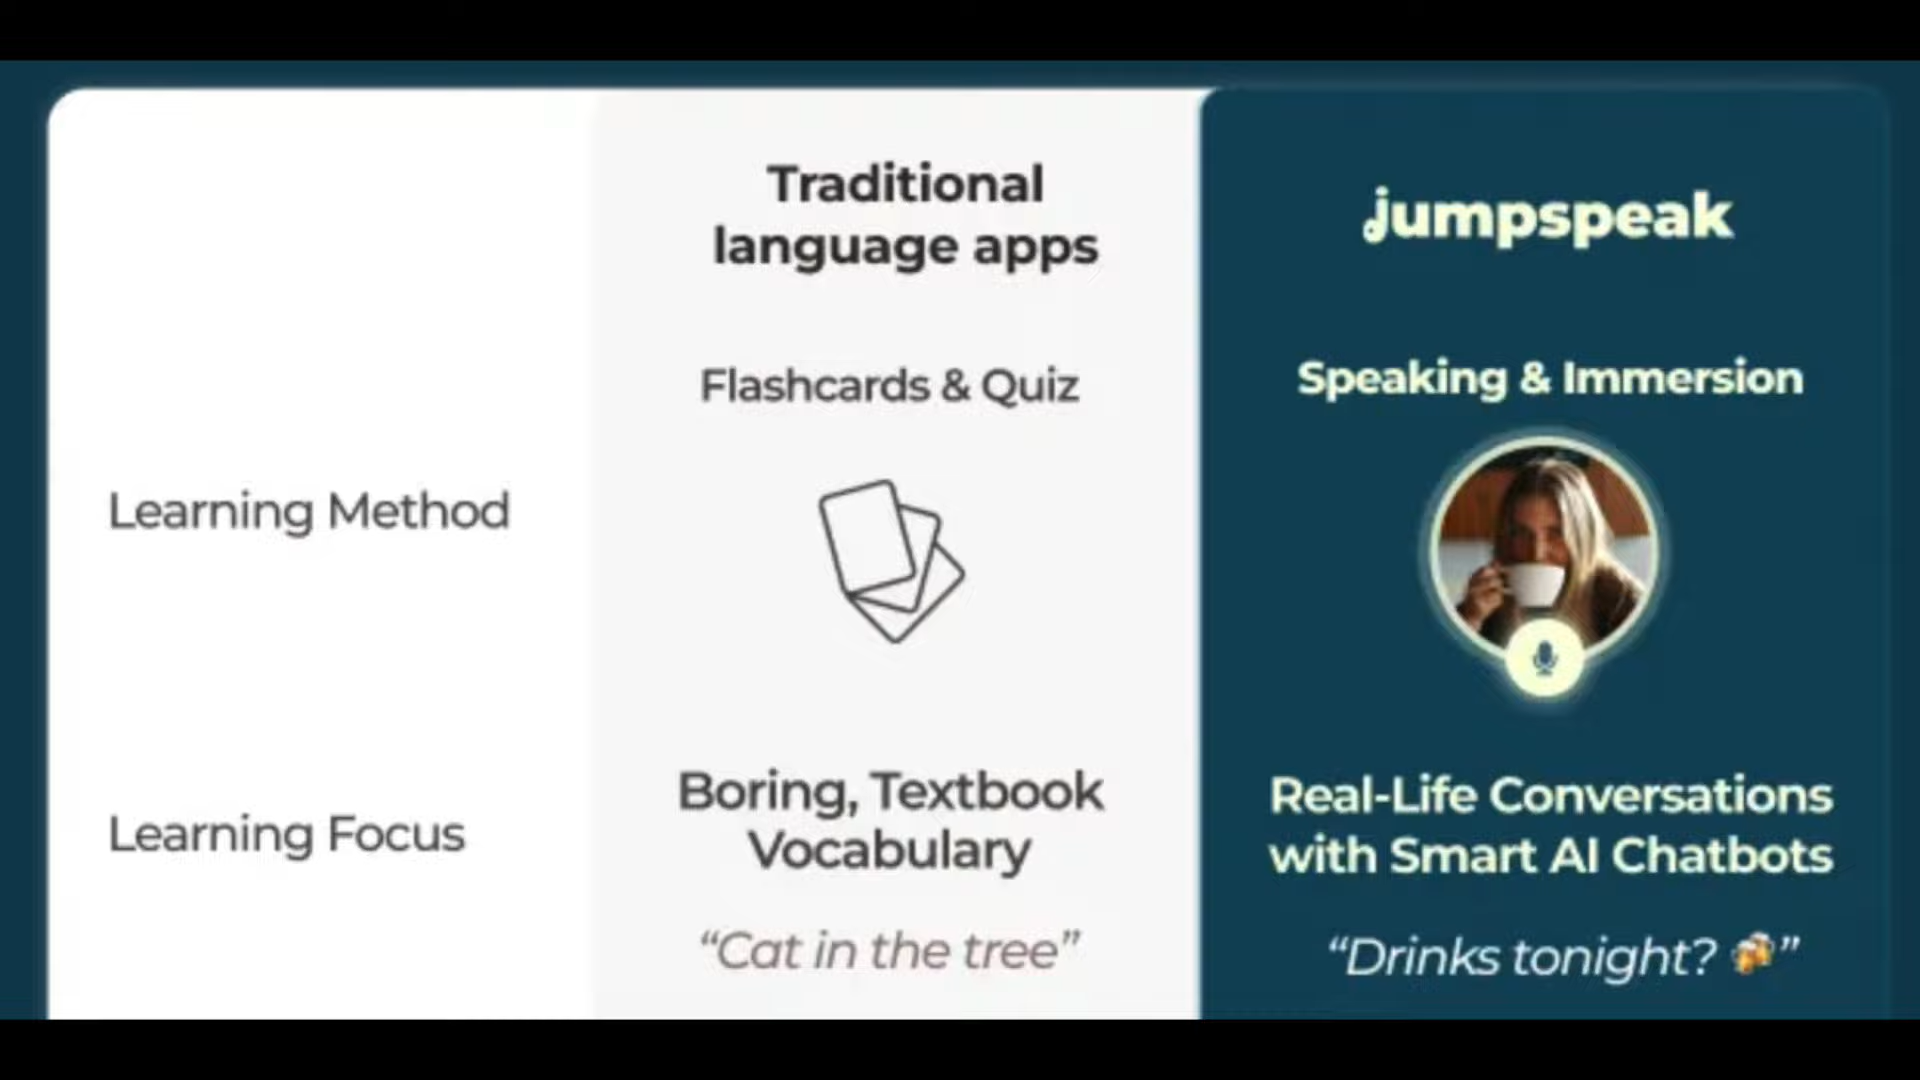 Traditional
language apps
jumpspeak
Learning Method
Flashcards & Quiz
Speaking & Immersion
Learning Focus
Boring, Textbook
Vocabulary
“Cat in the tree”
Real-Life Conversations
with Smart AI Chatbots
“Drinks tonight? 🍻”